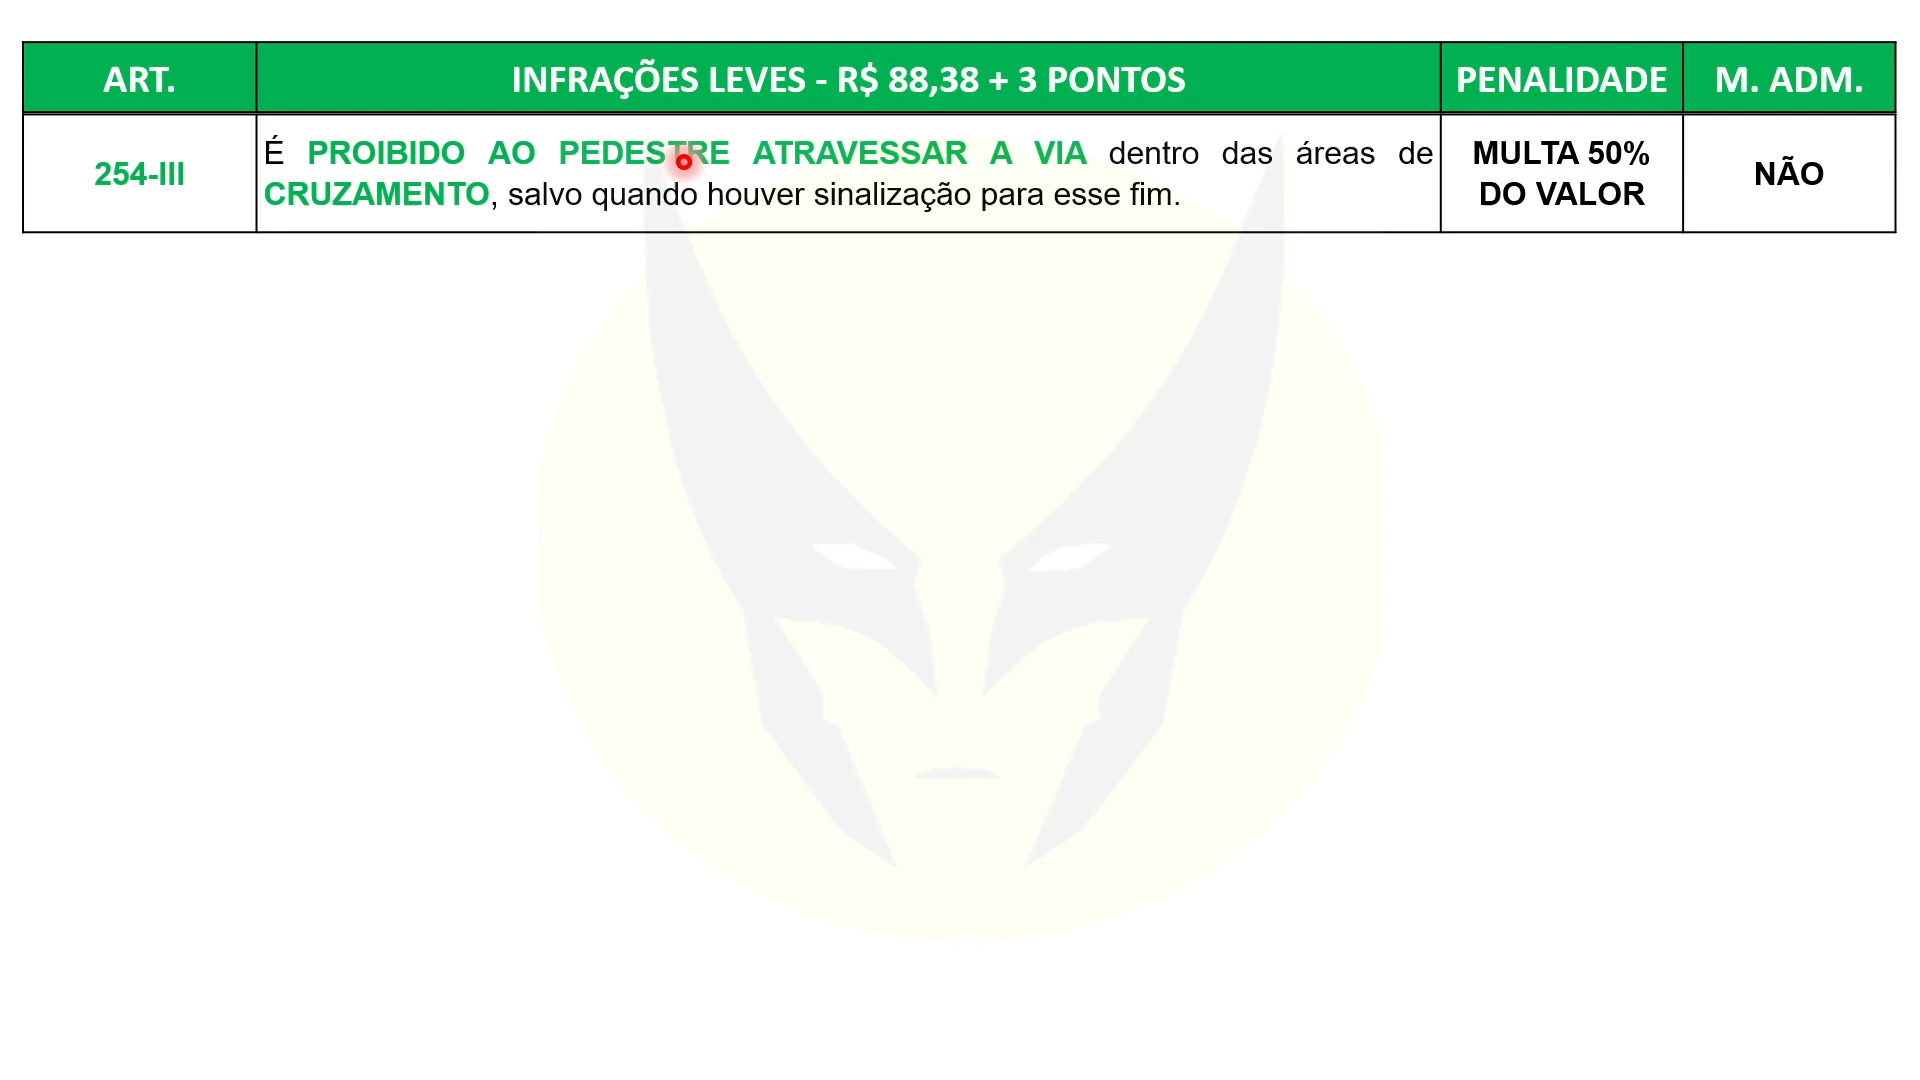 ART. INFRAÇÕES LEVES - R$ 88,38 + 3 PONTOS PENALIDADE M. ADM.
254-III
É PROIBIDO AO PEDESTRE ATRAVESSAR A VIA dentro das áreas de
CRUZAMENTO, salvo quando houver sinalização para esse fim.
MULTA 50%
DO VALOR
NÃO